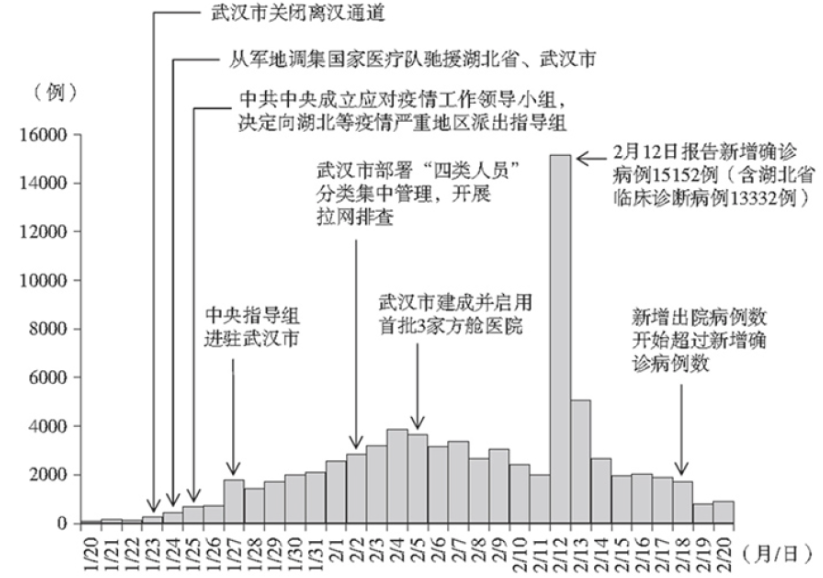 武汉市关闭离汉通道
从军地调集国家医疗队驰援湖北省、武汉市
(例)
中共中央成立应对疫情工作领导小组，
决定向湖北等疫情严重地区派出指导组
16000
14000
12000
10000
8000
6000
4000
2000
0
武汉市部署“四类人员”
分类集中管理，开展
拉网排查
2月12日报告新增确诊
病例15152例（含湖北省
临床诊断病例13332例）
中央指导组
进驻武汉市
武汉市建成并启用
首批3家方舱医院
新增出院病例数
开始超过新增确
诊病例数
1/20
1/21
1/22
1/23
1/24
1/25
1/26
1/27
1/28
1/29
1/30
1/31
2/1
2/2
2/3
2/4
2/5
2/6
2/7
2/8
2/9
2/10
2/11
2/12
2/13
2/14
2/15
2/16
2/17
2/18
2/19
2/20
(月/日)